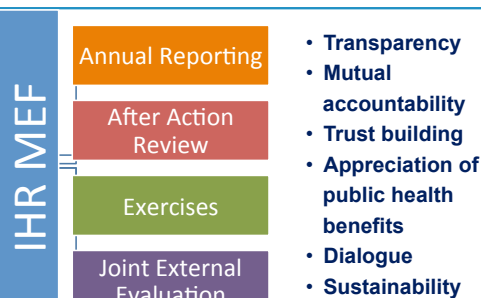 IHR MEF
Annual Reporting
After Action
Review
Exercises
Joint External
Evaluation
• Transparency
• Mutual
accountability
• Trust building
• Appreciation of
public health
benefits
• Dialogue
• Sustainability